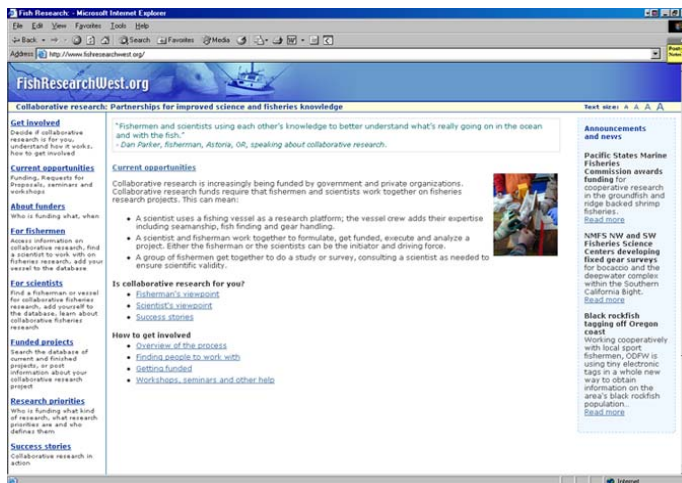 Fish Research: - Microsoft Internet Explorer
File Edit View Favorites Tools Help
Back Search Favorites Media
Address http://www.fishresearchwest.org/
FishResearchWest.org
Collaborative research: Partnerships for improved science and fisheries knowledge
Text size: A A A A
Get involved
Decide if collaborative
research is for you,
understand how it works,
how to get involved
Current opportunities
Funding, Requests for
Proposals, seminars and
workshops
About funders
Who is funding what, when
For fishermen
Access information on
collaborative research, find
a scientist to work with on
fisheries research, add your
vessel to the database
For scientists
Find a fisherman or vessel
for collaborative fisheries
research, add yourself to
the database, learn about
collaborative fisheries
research
Funded projects
Search the database of
current and finished
projects, or post
information about your
collaborative research
project
Research priorities
Who is funding what kind
of research, what research
priorities are and who
defines them
Success stories
Collaborative research in
action
"Fishermen and scientists using each other's knowledge to better understand what's really going on in the ocean
and with the fish."
- Dan Parker, fisherman, Astoria, OR, speaking about collaborative research.
Current opportunities
Collaborative research is increasingly being funded by government and private organizations.
Collaborative research funds require that fishermen and scientists work together on fisheries
research projects. This can mean:
• A scientist uses a fishing vessel as a research platform; the vessel crew adds their expertise
including seamanship, fish finding and gear handling.
• A scientist and fisherman work together to formulate, get funded, execute and analyze a
project. Either the fisherman or the scientists can be the initiator and driving force.
• A group of fishermen get together to do a study or survey, consulting a scientist as needed to
ensure scientific validity.
Is collaborative research for you?
• Fisherman's viewpoint
• Scientist's viewpoint
• Success stories
How to get involved
• Overview of the process
• Finding people to work with
• Getting funded
• Workshops, seminars and other help
Announcements
and news
Pacific States Marine
Fisheries
Commission awards
funding for
cooperative research
in the groundfish and
ridge backed shrimp
fisheries.
Read more
NMFS NW and SW
Fisheries Science
Centers developing
fixed gear surveys
for bocaccio and the
deepwater complex
within the Southern
California Bight.
Read more
Black rockfish
tagging off Oregon
coast
Working cooperatively
with local sport
fishermen, ODFW is
using tiny electronic
tags in a whole new
way to obtain
information on the
area's black rockfish
population..
Read more
Internet